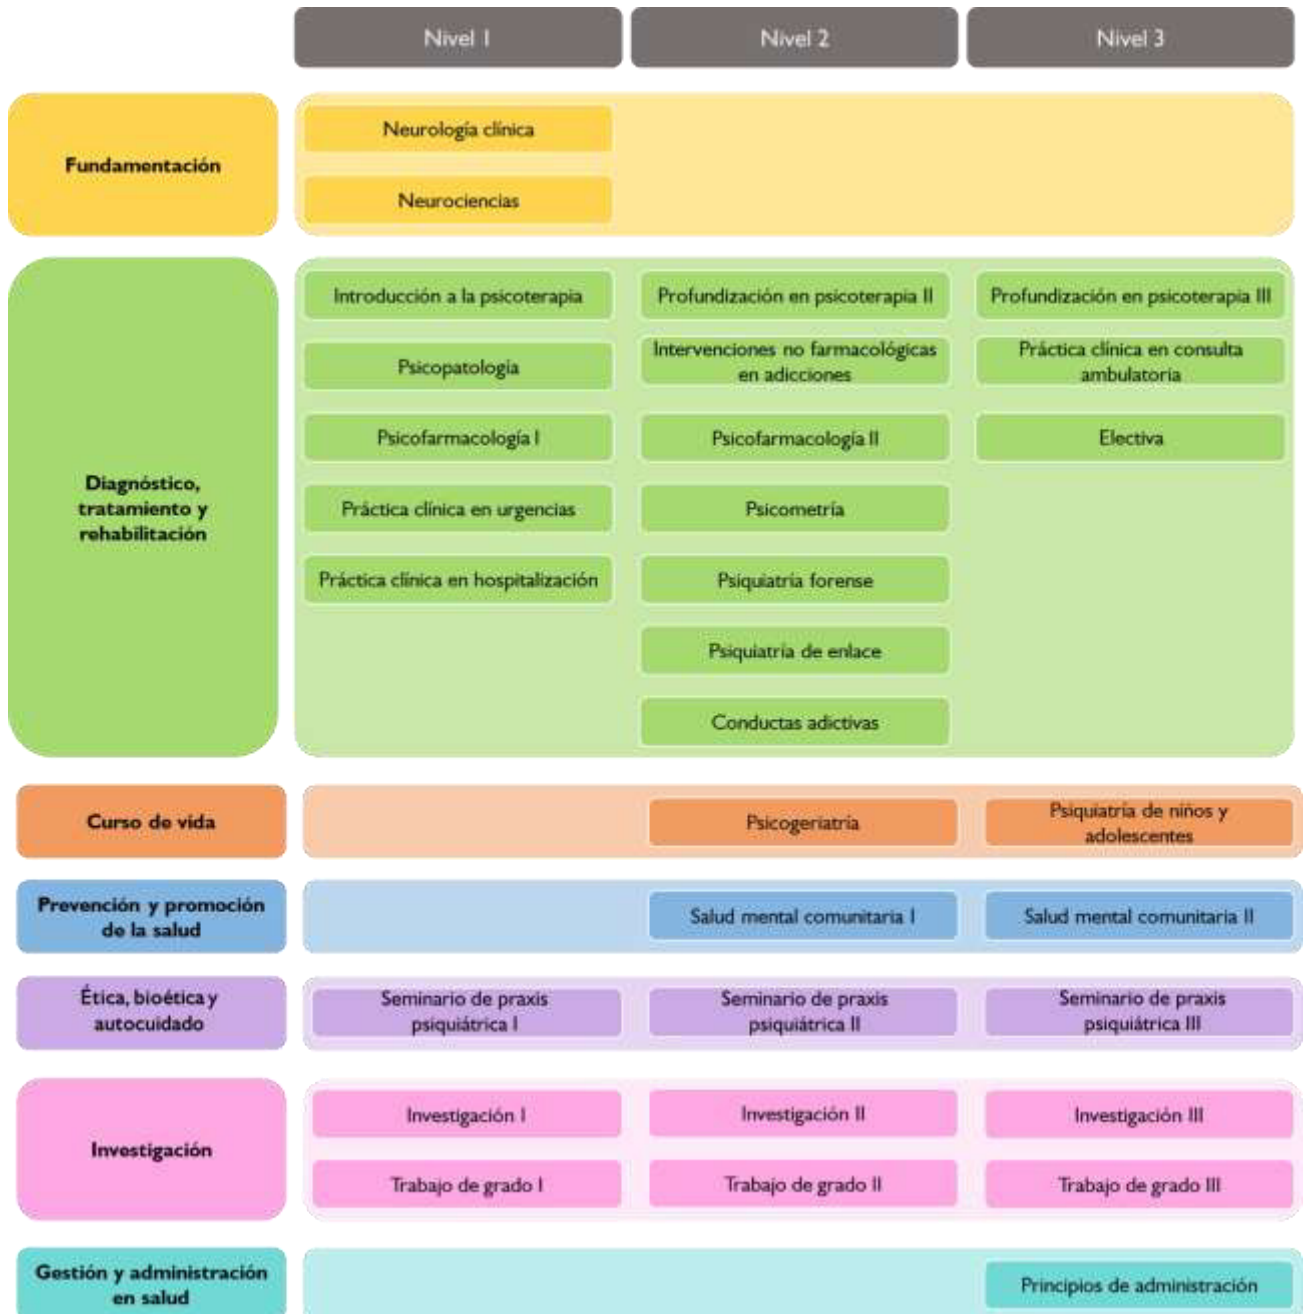 Nivel 1
Nivel 2
Nivel 3
Fundamentación
Neurología clínica
Neurociencias
Diagnóstico,
tratamiento y
rehabilitación
Introducción a la psicoterapia
Profundización en psicoterapia II
Profundización en psicoterapia III
Psicopatología
Intervenciones no farmacológicas
en adicciones
Práctica clínica en consulta
ambulatoria
Psicofarmacología I
Psicofarmacología II
Electiva
Práctica clínica en urgencias
Psicometría
Práctica clínica en hospitalización
Psiquiatría forense
Psiquiatría de enlace
Conductas adictivas
Curso de vida
Psicogeriatría
Psiquiatría de niños y
adolescentes
Prevención y promoción
de la salud
Salud mental comunitaria I
Salud mental comunitaria II
Ética, bioética y
autocuidado
Seminario de praxis
psiquiátrica I
Seminario de praxis
psiquiátrica II
Seminario de praxis
psiquiátrica III
Investigación
Investigación I
Investigación II
Investigación III
Trabajo de grado I
Trabajo de grado II
Trabajo de grado III
Gestión y administración
en salud
Principios de administración